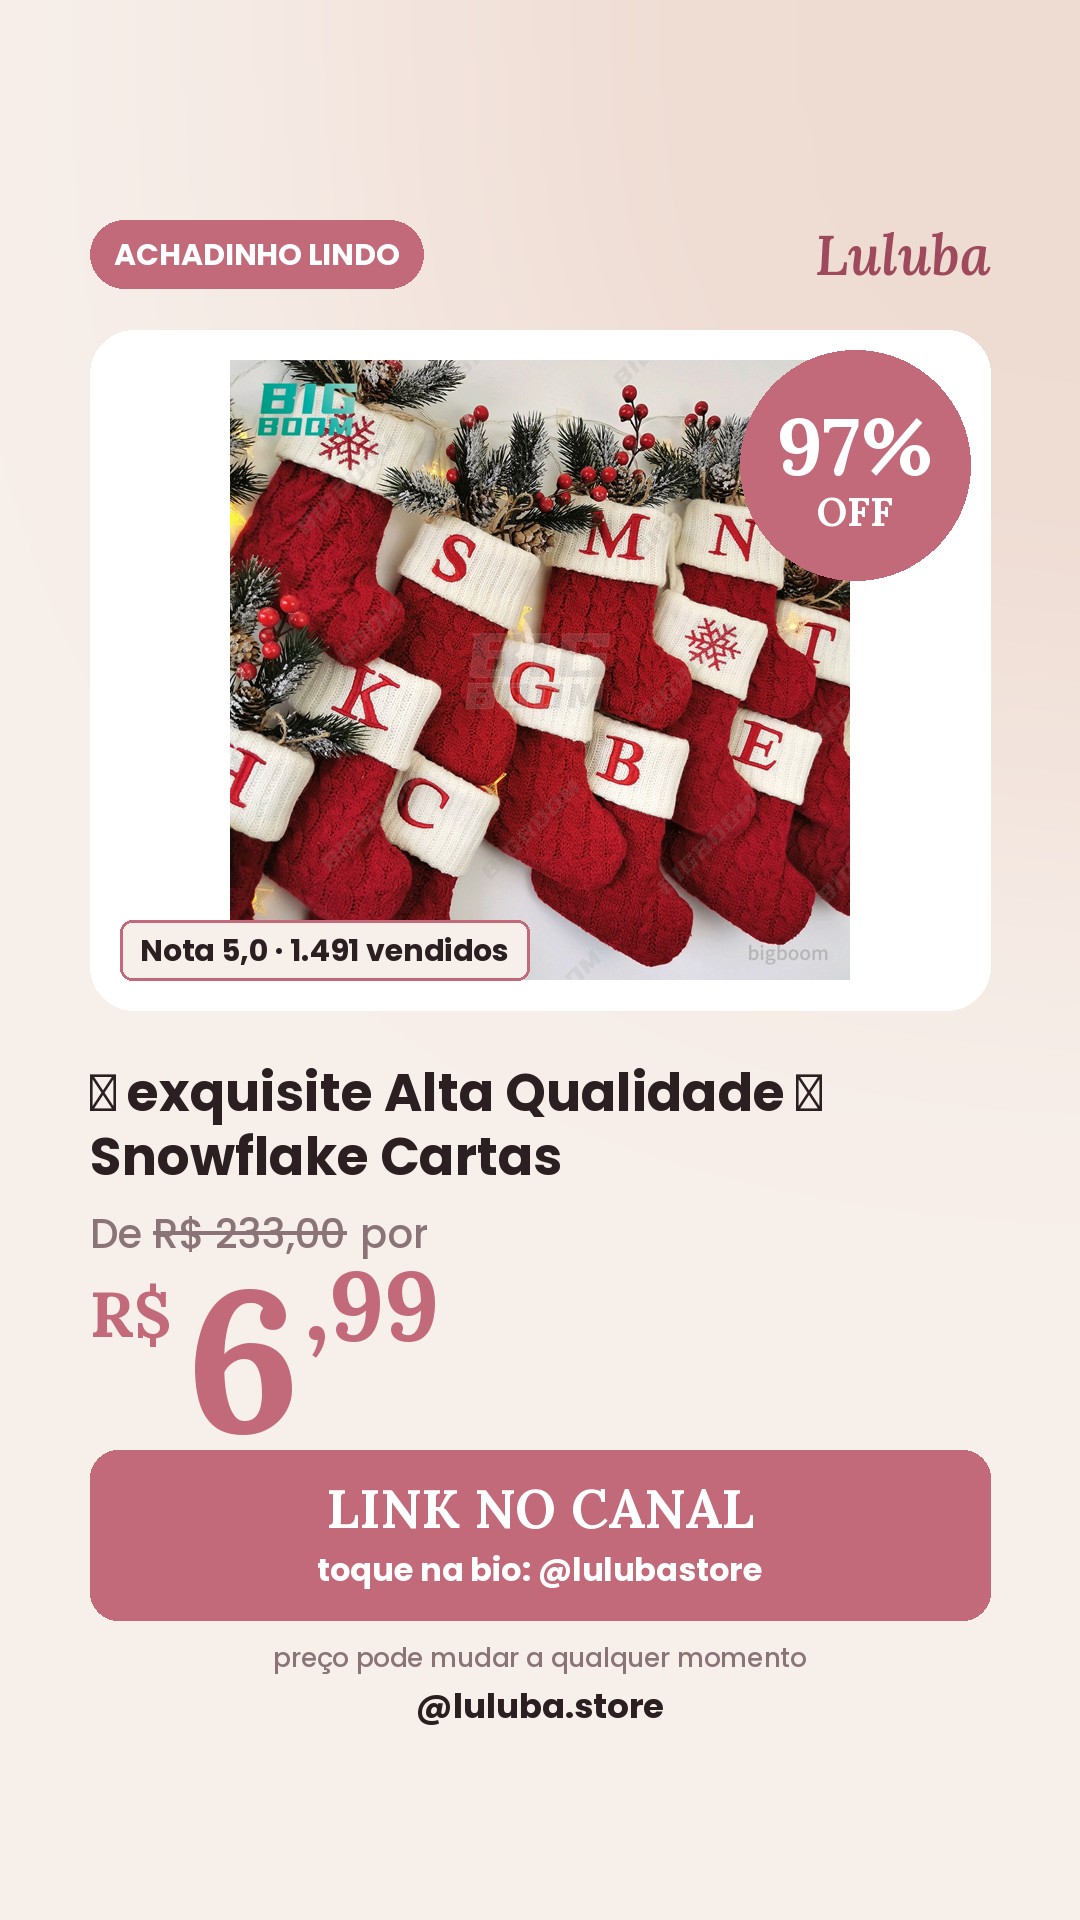 ACHADINHO LINDO
Luluba
BIG
BOOM
97%
OFF
S
M
N
T
K
G
BIG
BOOM
H
C
B
E
bigboom
Nota 5,0 · 1.491 vendidos
exquisite Alta Qualidade
Snowflake Cartas
De R$ 233,00 por
R$ 6,99
LINK NO CANAL
toque na bio: @lulubastore
preço pode mudar a qualquer momento
@luluba.store